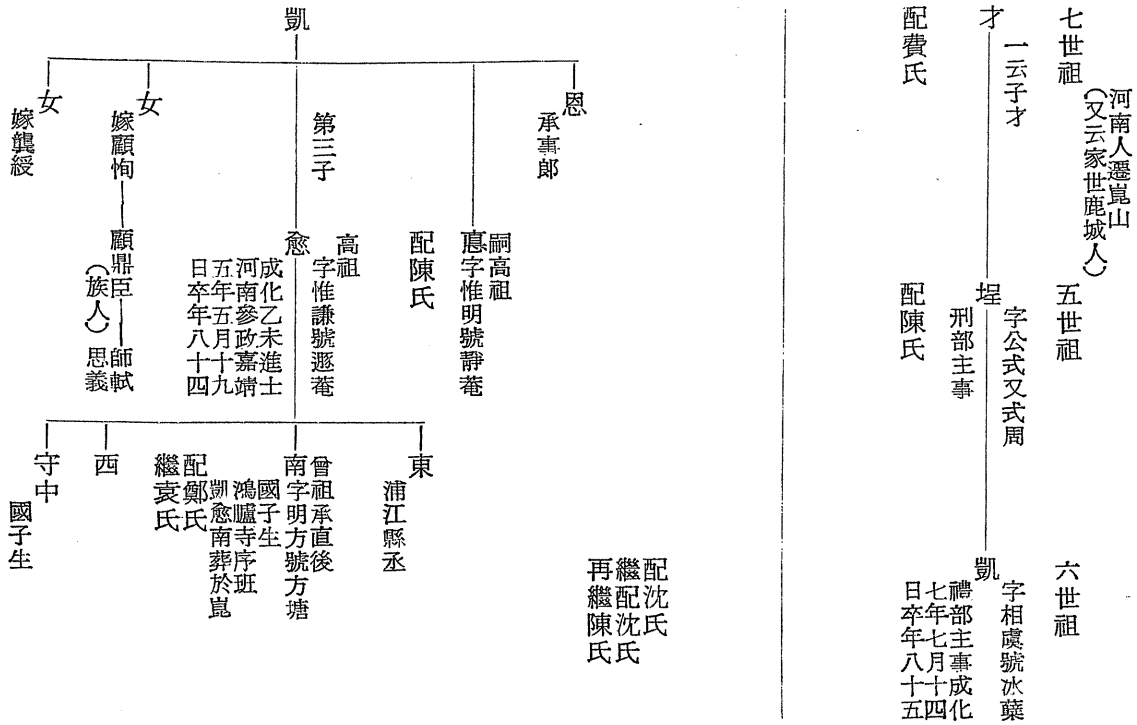 七世祖
河南人遷崑山
(又云家世鹿城人)
才
一云子才
配費氏
五世祖
埕
字公式又式周
刑部主事
配陳氏
六世祖
凱
字相虞號冰蘗
禮部主事成化
七年七月十四
日卒年八十五
配沈氏
繼配沈氏
再繼陳氏
凱
恩
承事郎
嗣高祖
惪字惟明號靜菴
配陳氏
第三子
高祖
愈
字惟謙號遯菴
成化乙未進士
河南參政嘉靖
五年五月十九
日卒年八十四
女
嫁顧恂
顧鼎臣
(族人)
師軾
思義
女
嫁龔綬
東
浦江縣丞
曾祖承直後
南字明方號方塘
國子生
鴻臚寺序班
凱愈南葬於崑
配鄭氏
繼袁氏
西
守中
國子生